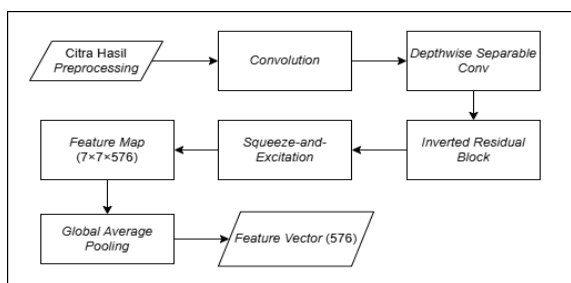 Citra Hasil
Preprocessing
Convolution
Depthwise Separable
Conv
Inverted Residual
Block
Squeeze-and-
Excitation
Feature Map
(7×7×576)
Global Average
Pooling
Feature Vector (576)